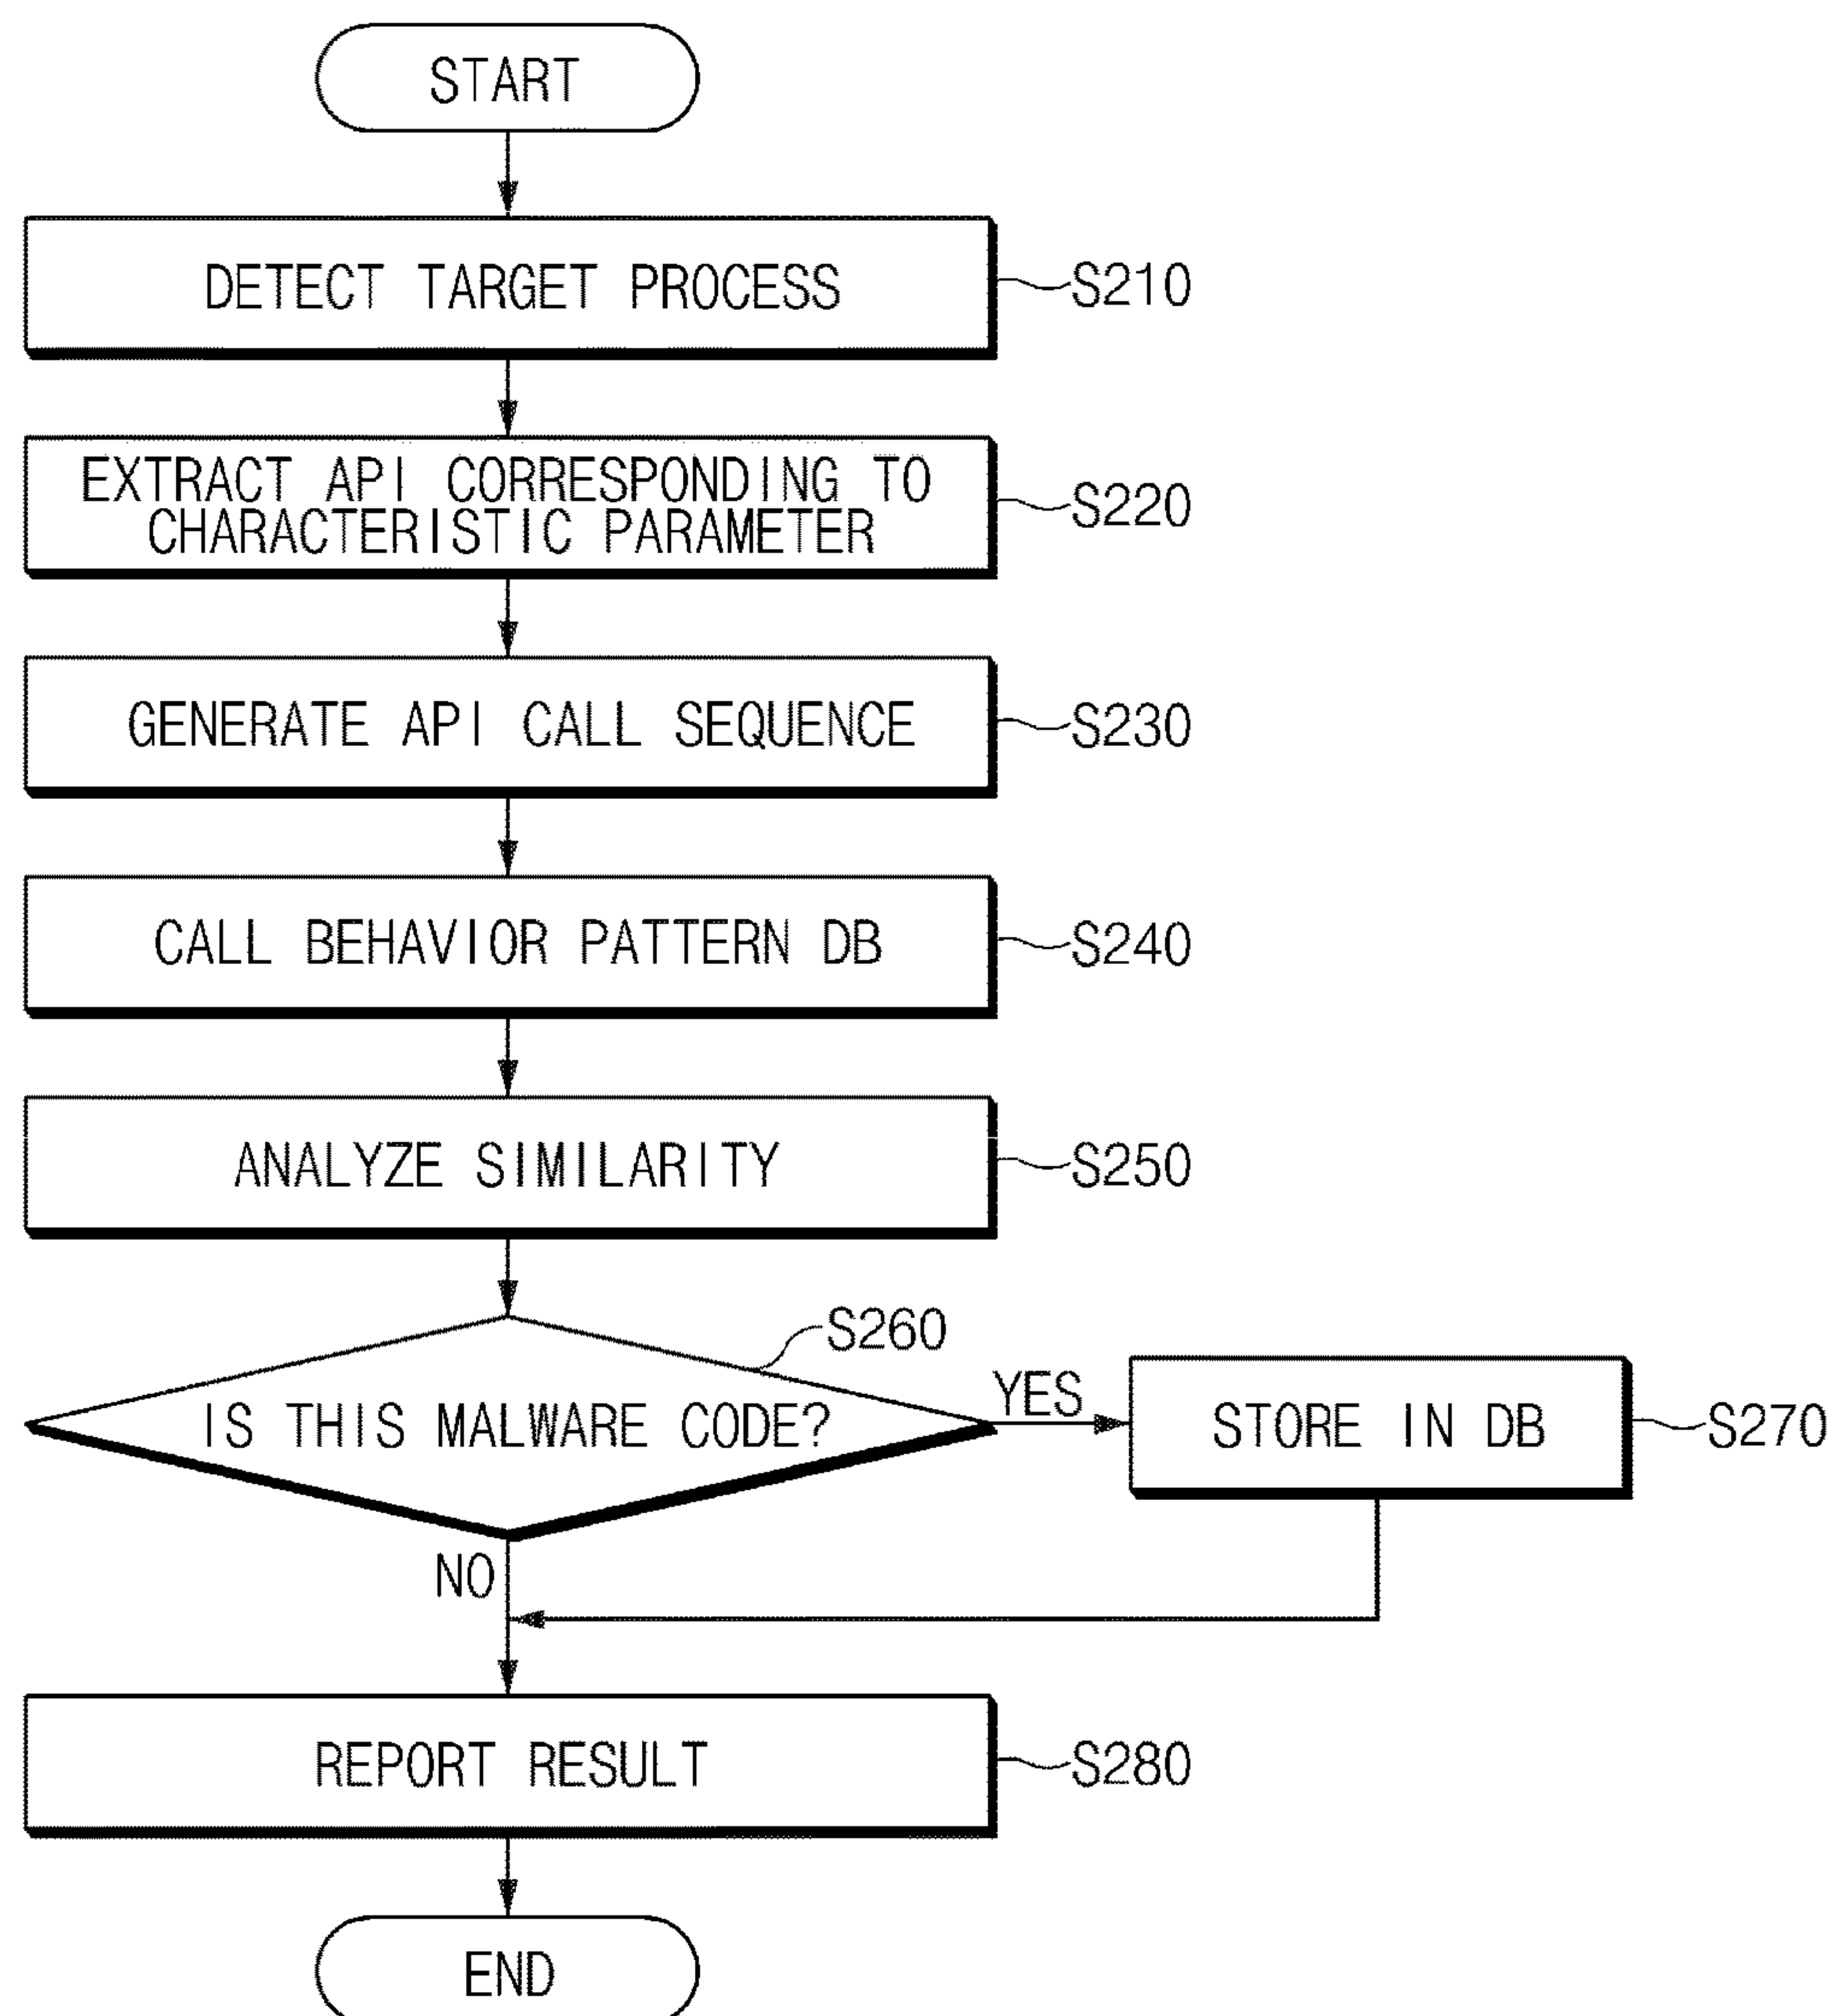 START
DETECT TARGET PROCESS
S210
EXTRACT API CORRESPONDING TO
CHARACTERISTIC PARAMETER
S220
GENERATE API CALL SEQUENCE
S230
CALL BEHAVIOR PATTERN DB
S240
ANALYZE SIMILARITY
S250
S260
IS THIS MALWARE CODE?
YES
STORE IN DB
S270
NO
REPORT RESULT
S280
END